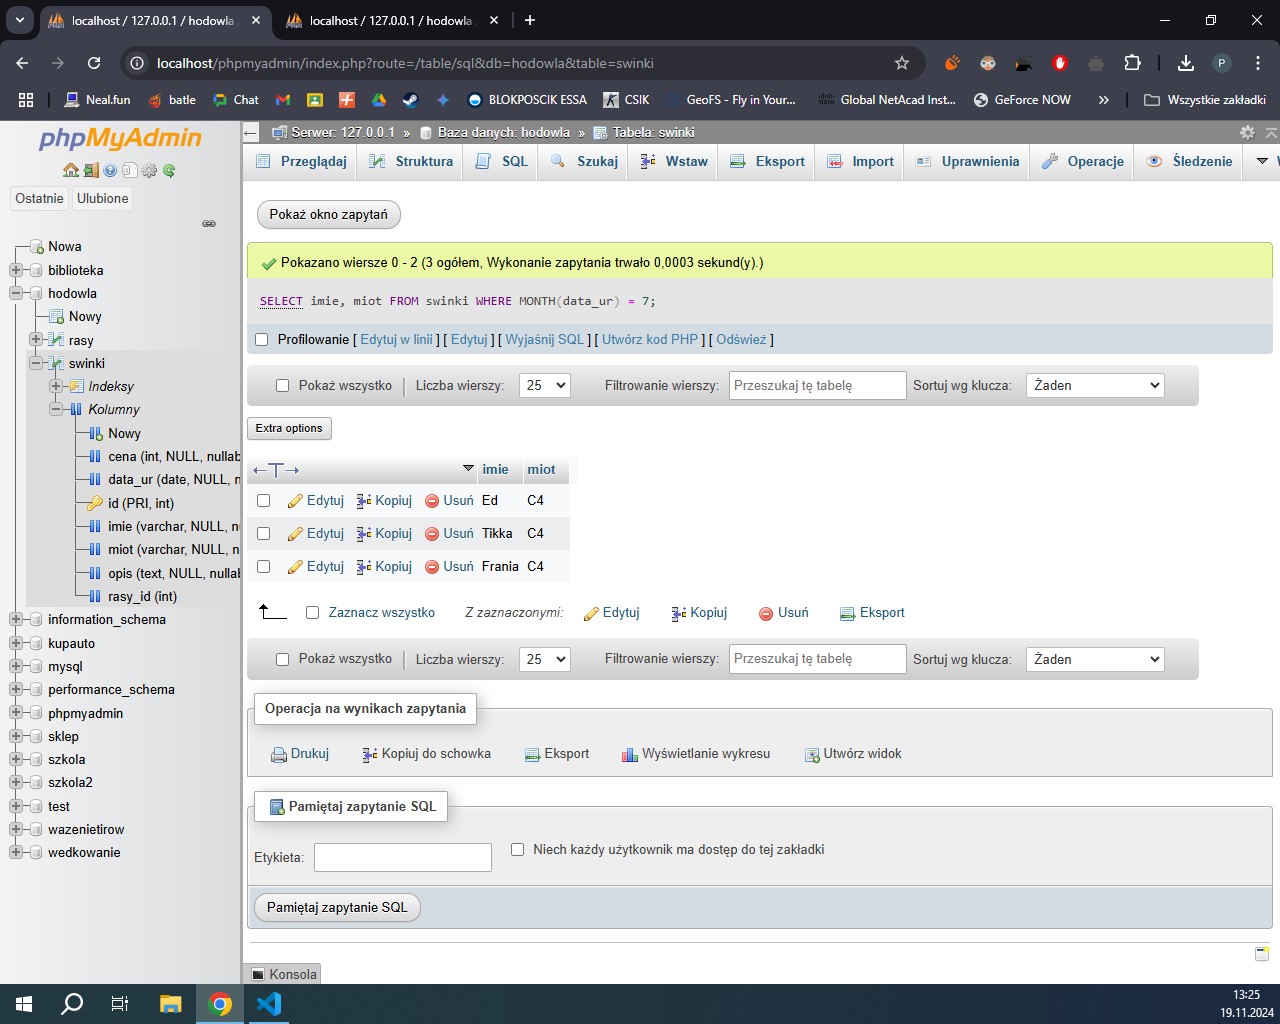 localhost / 127.0.0.1 / hodowla
localhost / 127.0.0.1 / hodowla
localhost/phpmyadmin/index.php?route=/table/sql&db=hodowla&table=swinki
P
Neal.fun
batle
Chat
BLOKPOSCIK ESSA
CSIK
GeoFS - Fly in Your...
Global NetAcad Inst...
GeForce NOW
Wszystkie zakładki
phpMyAdmin
Ostatnie
Ulubione
Nowa
biblioteka
hodowla
Nowy
rasy
swinki
Indeksy
Kolumny
Nowy
cena (int, NULL, nullab
data_ur (date, NULL, n
id (PRI, int)
imie (varchar, NULL, nu
miot (varchar, NULL, n
opis (text, NULL, nullab
rasy_id (int)
information_schema
kupauto
mysql
performance_schema
phpmyadmin
sklep
szkola
szkola2
test
wazenietirow
wedkowanie
Serwer: 127.0.0.1 » Baza danych: hodowla » Tabela: swinki
Przeglądaj
Struktura
SQL
Szukaj
Wstaw
Eksport
Import
Uprawnienia
Operacje
Śledzenie
Pokaż okno zapytań
Pokazano wiersze 0 - 2 (3 ogółem, Wykonanie zapytania trwało 0,0003 sekund(y).)
SELECT imie, miot FROM swinki WHERE MONTH(data_ur) = 7;
Profilowanie [ Edytuj w linii ] [ Edytuj ] [ Wyjaśnij SQL ] [ Utwórz kod PHP ] [ Odśwież ]
Pokaż wszystko
Liczba wierszy:
25
Filtrowanie wierszy:
Przeszukaj tę tabelę
Sortuj wg klucza:
Żaden
Extra options
←T→
imie
miot
Edytuj Kopiuj Usuń Ed C4
Edytuj Kopiuj Usuń Tikka C4
Edytuj Kopiuj Usuń Frania C4
Zaznacz wszystko
Z zaznaczonymi:
Edytuj
Kopiuj
Usuń
Eksport
Pokaż wszystko
Liczba wierszy:
25
Filtrowanie wierszy:
Przeszukaj tę tabelę
Sortuj wg klucza:
Żaden
Operacja na wynikach zapytania
Drukuj
Kopiuj do schowka
Eksport
Wyświetlanie wykresu
Utwórz widok
Pamiętaj zapytanie SQL
Etykieta:
Niech każdy użytkownik ma dostęp do tej zakładki
Pamiętaj zapytanie SQL
Konsola
13:25
19.11.2024